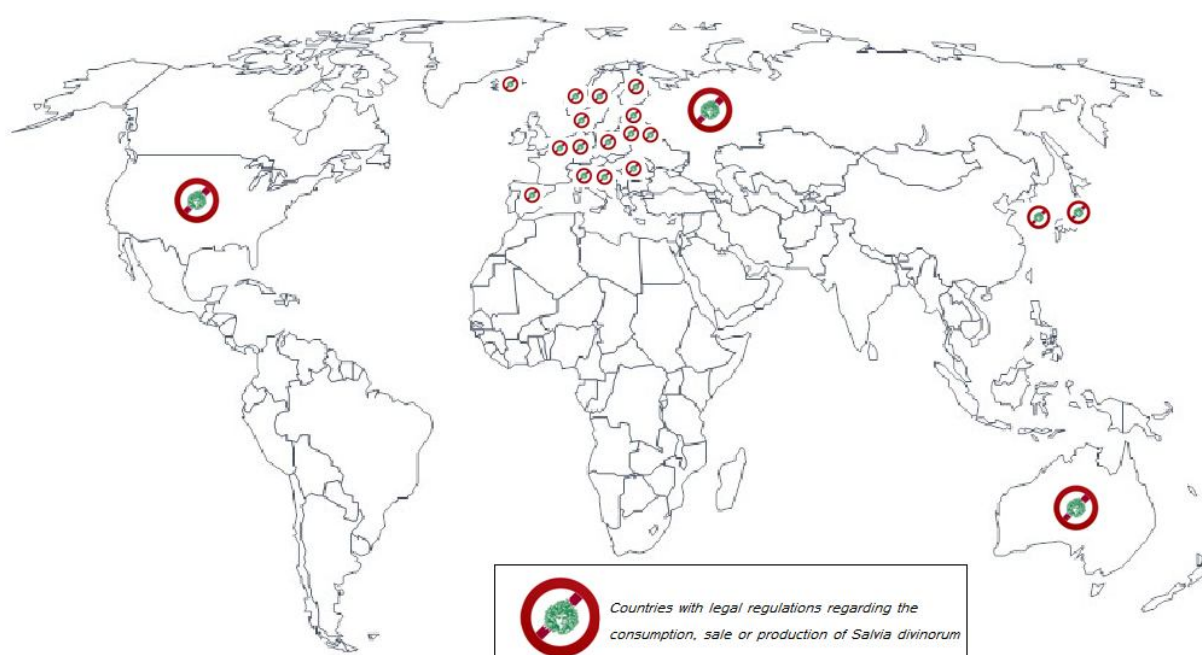 Countries with legal regulations regarding the
consumption, sale or production of Salvia divinorum